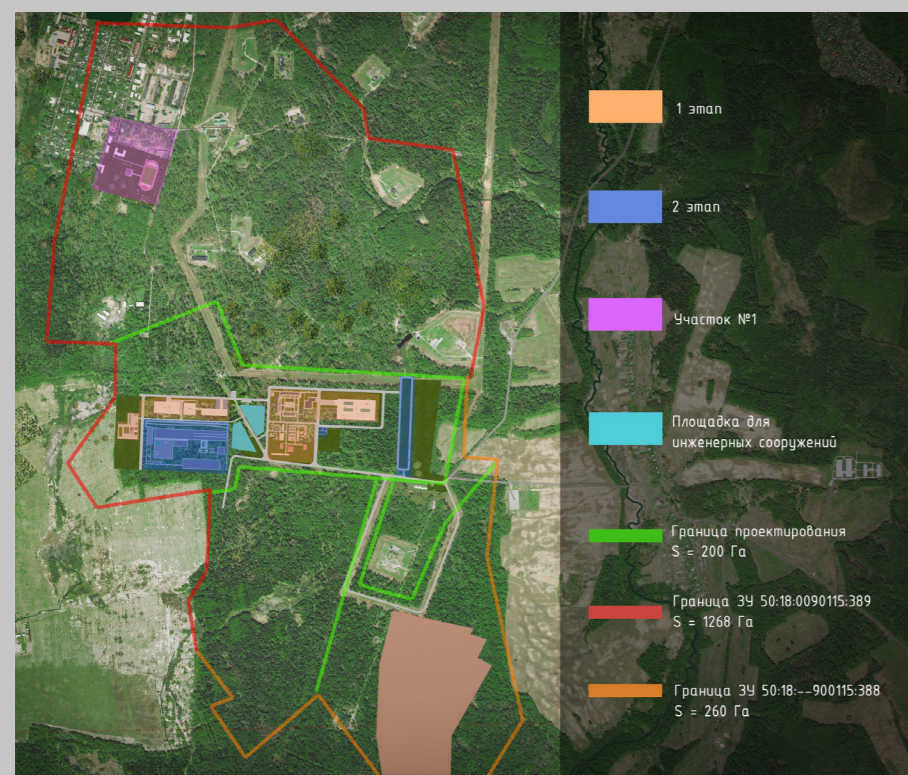 1 этап
2 этап
Участок №1
Площадка для
инженерных сооружений
Граница проектирования
S = 200 Га
Граница ЗУ 50:18:0090115:389
S = 1268 Га
Граница ЗУ 50:18:--900115:388
S = 260 Га